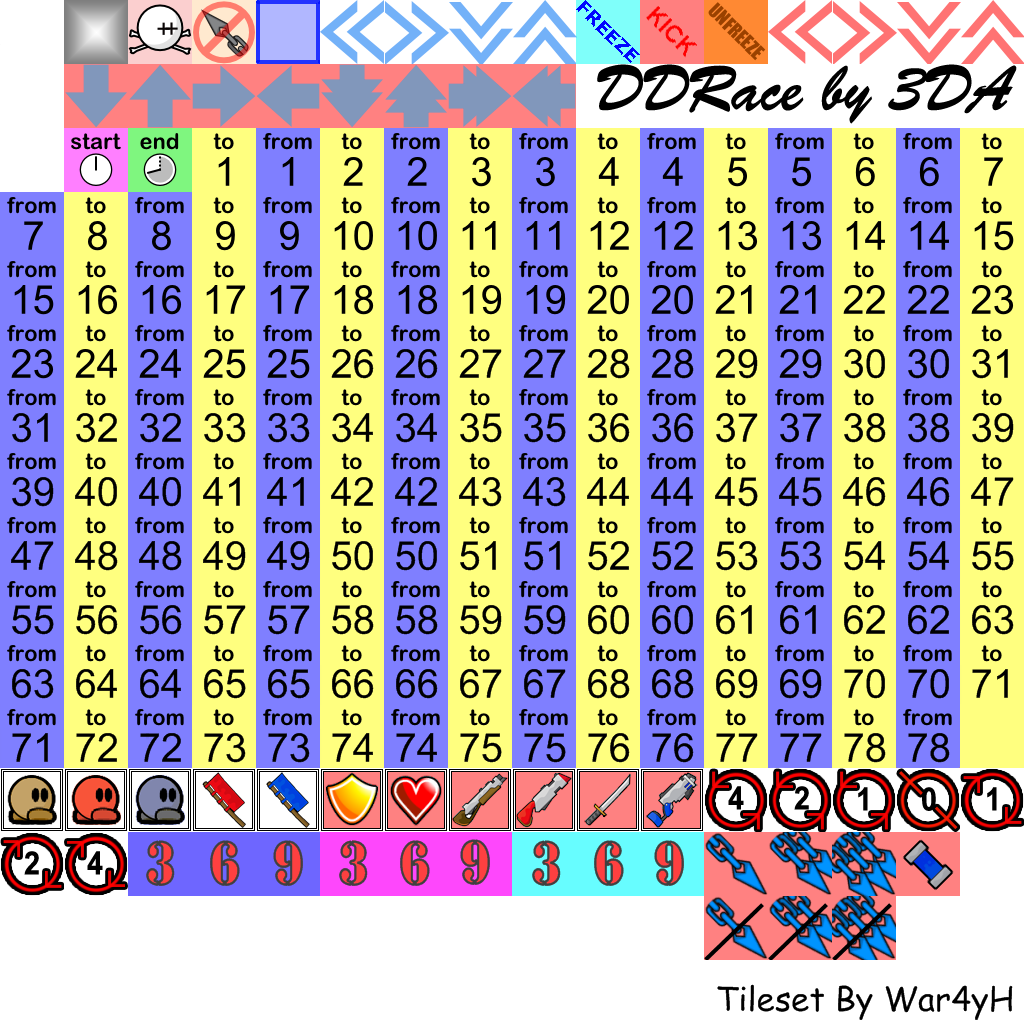 FREEZE KICK UNFREEZE
DDRace by 3DA
start end to from to from to from to from to from to from to
1 1 2 2 3 3 4 4 5 5 6 6 7
from to from to from to from to from to from to from to from to
7 8 8 9 9 10 10 11 11 12 12 13 13 14 14 15
from to from to from to from to from to from to from to from to
15 16 16 17 17 18 18 19 19 20 20 21 21 22 22 23
from to from to from to from to from to from to from to from to
23 24 24 25 25 26 26 27 27 28 28 29 29 30 30 31
from to from to from to from to from to from to from to from to
31 32 32 33 33 34 34 35 35 36 36 37 37 38 38 39
from to from to from to from to from to from to from to from to
39 40 40 41 41 42 42 43 43 44 44 45 45 46 46 47
from to from to from to from to from to from to from to from to
47 48 48 49 49 50 50 51 51 52 52 53 53 54 54 55
from to from to from to from to from to from to from to from to
55 56 56 57 57 58 58 59 59 60 60 61 61 62 62 63
from to from to from to from to from to from to from to from to
63 64 64 65 65 66 66 67 67 68 68 69 69 70 70 71
from to from to from to from to from to from to from to from
71 72 72 73 73 74 74 75 75 76 76 77 77 78 78
4 2 1 0 1
2 4 3 6 9 3 6 9 3 6 9
Tileset By War4yH